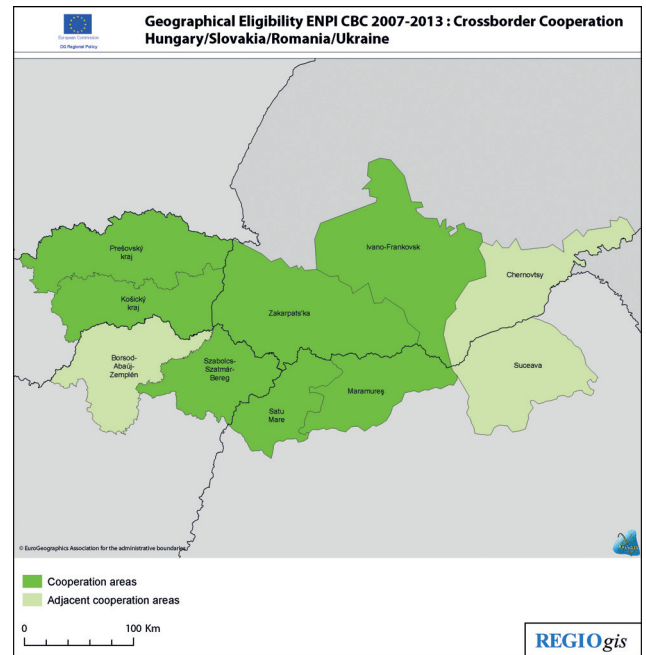 European Commission
DG Regional Policy
Geographical Eligibility ENPI CBC 2007-2013 : Crossborder Cooperation
Hungary/Slovakia/Romania/Ukraine
Prešovský
kraj
Košický
kraj
Ivano-Frankovsk
Chernovtsy
Zakarpats'ka
Borsod-
Abaúj-
Zemplén
Szabolcs-
Szatmár-
Bereg
Satu
Mare
Maramureş
Suceava
© EuroGeographics Association for the administrative boundaries
Cooperation areas
Adjacent cooperation areas
0 100 Km
REGIOgis